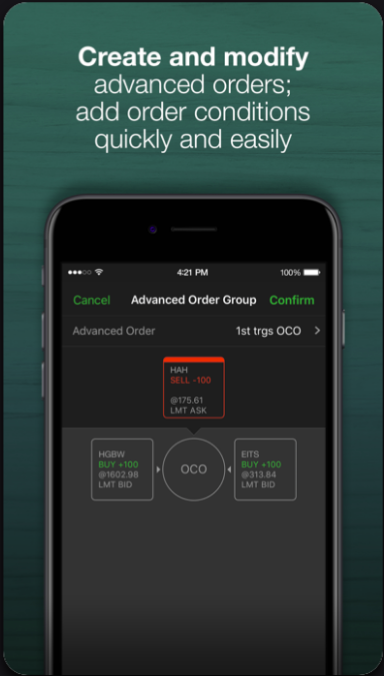 Create and modify
advanced orders;
add order conditions
quickly and easily
4:21 PM
100%
Cancel
Advanced Order Group
Confirm
Advanced Order
1st trgs OCO
HAH
SELL -100
@175.61
LMT ASK
HGBW
BUY +100
@1602.98
LMT BID
OCO
EITS
BUY +100
@313.84
LMT BID